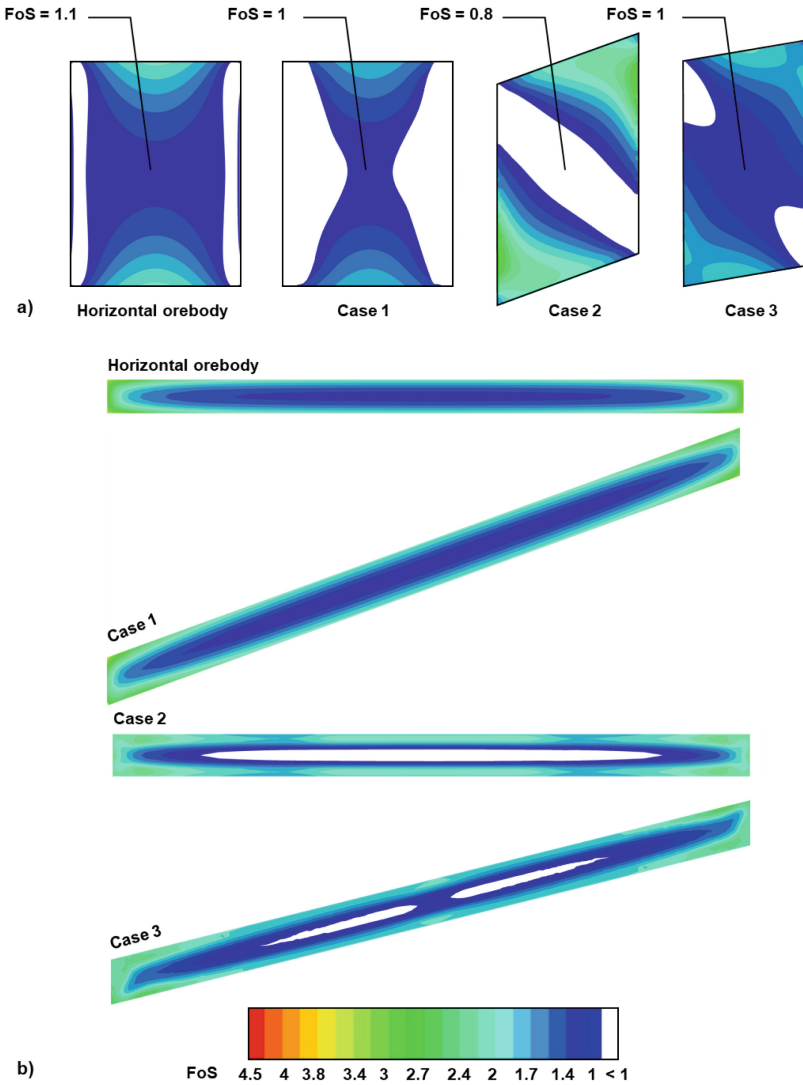 FoS = 1.1 FoS = 1 FoS = 0.8 FoS = 1
a) Horizontal orebody Case 1 Case 2 Case 3
Horizontal orebody
Case 1
Case 2
Case 3
b) FoS 4.5 4 3.8 3.4 3 2.7 2.4 2 1.7 1.4 1 < 1